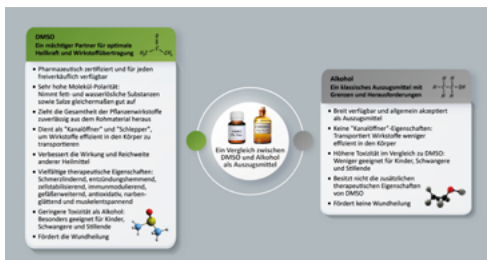 DMSO
Ein mächtiger Partner für optimale
Heilkraft und Wirkstoffübertragung
• Pharmazeutisch zertifiziert und für jeden
freiverkäuflich verfügbar
• Sehr hohe Molekül-Polarität:
Nimmt fett- und wasserlösliche Substanzen
sowie Salze gleichermaßen gut auf
• Zieht die Gesamtheit der Pflanzenwirkstoffe
zuverlässig aus dem Rohmaterial heraus
• Dient als "Kanalöffner" und "Schlepper",
um Wirkstoffe effizient in den Körper zu
transportieren
• Verbessert die Wirkung und Reichweite
anderer Heilmittel
• Vielfältige therapeutische Eigenschaften:
Schmerzlindernd, entzündungshemmend,
zellstabilisierend, immunmodulierend,
gefäßerweiternd, antioxidativ, narben-
glättend und muskelentspannend
• Geringere Toxizität als Alkohol:
Besonders geeignet für Kinder,
Schwangere und Stillende
• Fördert die Wundheilung
Ein Vergleich zwischen
DMSO und Alkohol
als Auszugsmittel
Alkohol
Ein klassisches Auszugsmittel mit
Grenzen und Herausforderungen
• Breit verfügbar und allgemein akzeptiert
als Auszugsmittel
• Keine "Kanalöffner"-Eigenschaften:
Transportiert Wirkstoffe weniger
effizient in den Körper
• Höhere Toxizität im Vergleich zu DMSO:
Weniger geeignet für Kinder, Schwangere
und Stillende
• Besitzt nicht die zusätzlichen
therapeutischen Eigenschaften
von DMSO
• Fördert keine Wundheilung